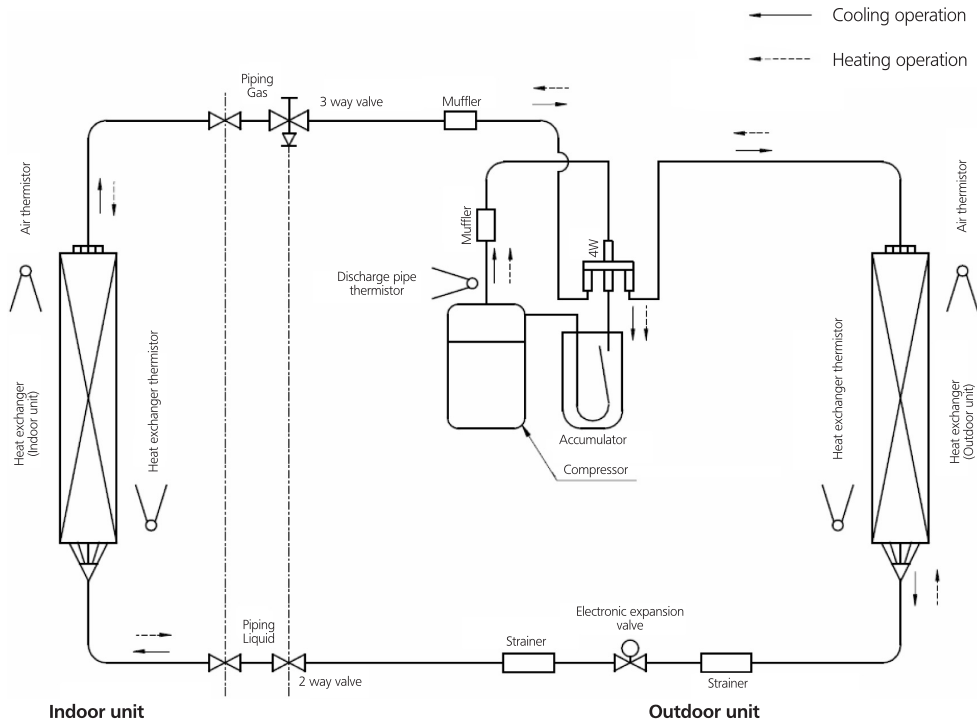 Cooling operation
Heating operation
Piping
Gas
3 way valve
Muffler
Air thermistor
Muffler
4W
Air thermistor
Discharge pipe
thermistor
Heat exchanger
(Indoor unit)
Heat exchanger thermistor
Accumulator
Compressor
Heat exchanger thermistor
Heat exchanger
(Outdoor unit)
Piping
Liquid
2 way valve
Strainer
Electronic expansion
valve
Strainer
Indoor unit
Outdoor unit